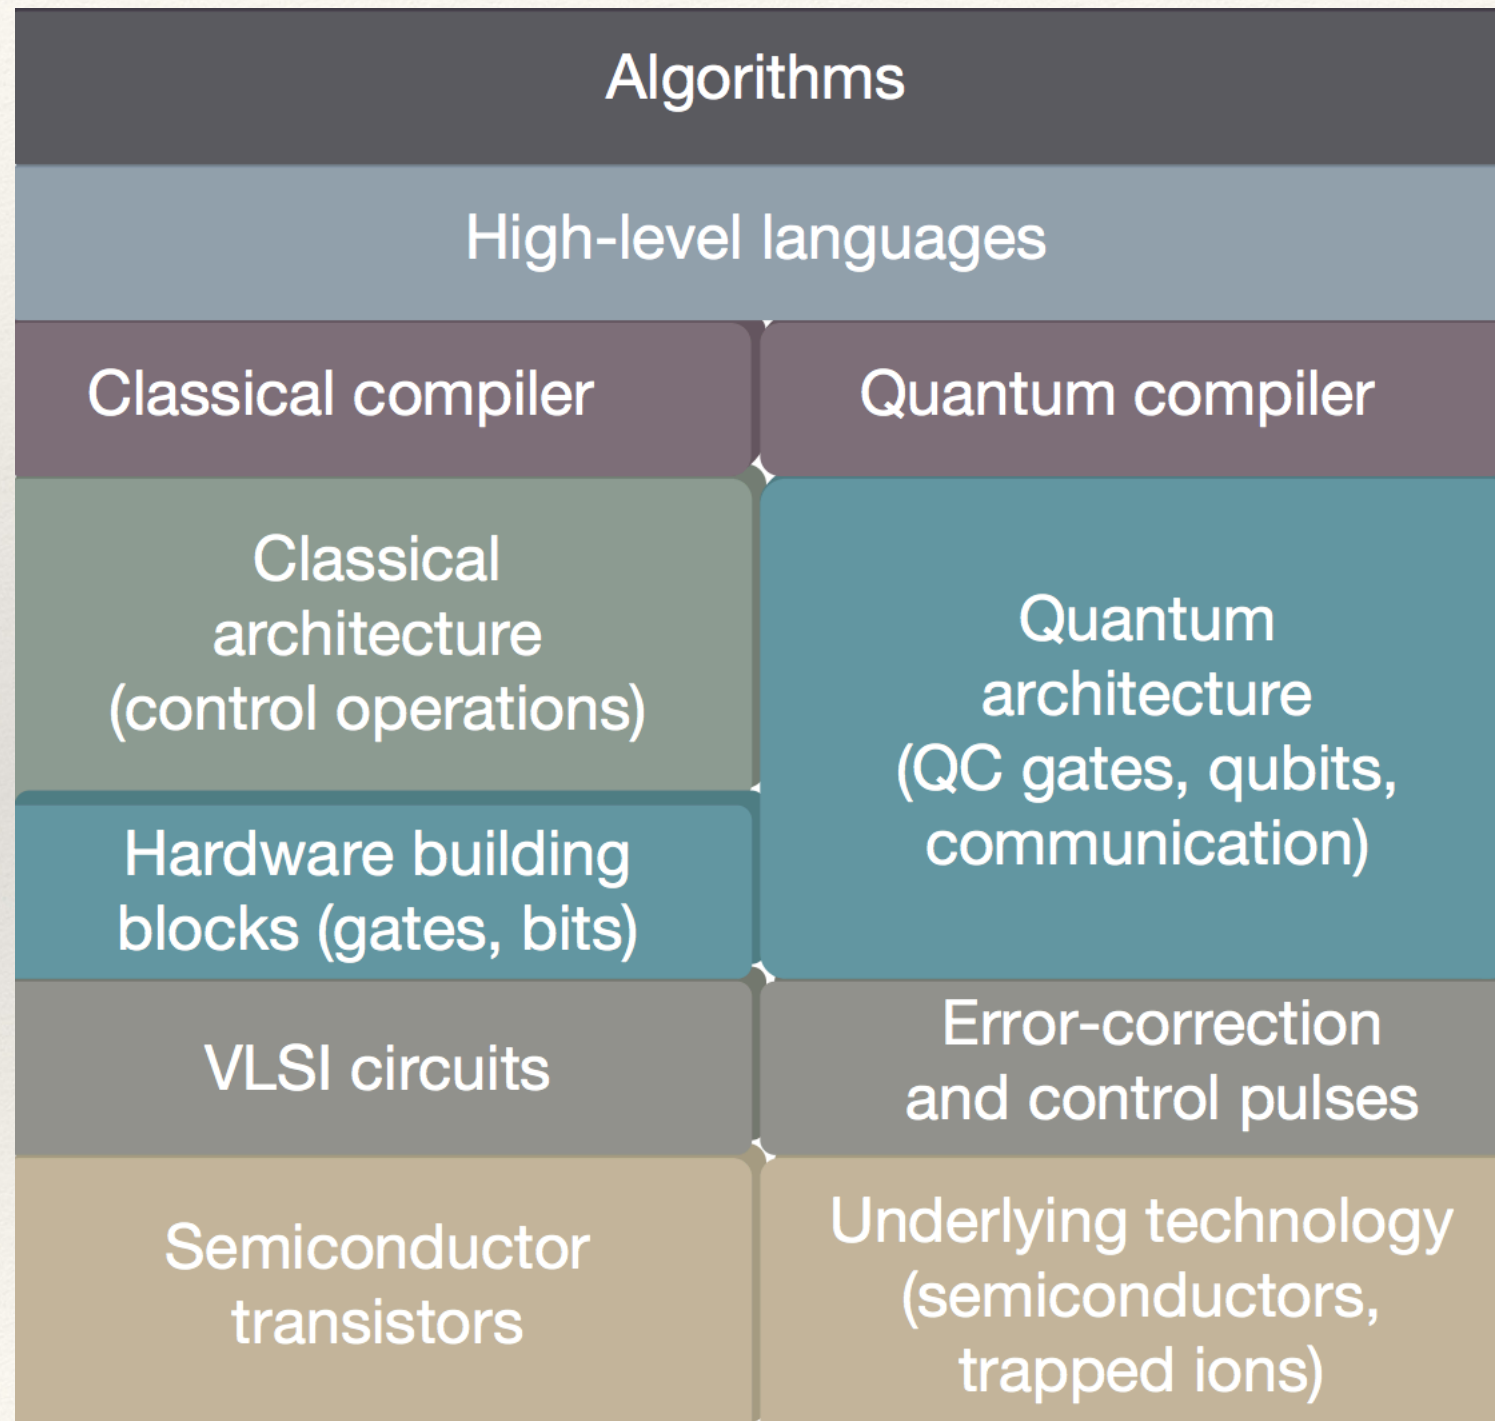 Algorithms
High-level languages
Classical compiler
Quantum compiler
Classical
architecture
(control operations)
Quantum
architecture
(QC gates, qubits,
communication)
Hardware building
blocks (gates, bits)
VLSI circuits
Error-correction
and control pulses
Semiconductor
transistors
Underlying technology
(semiconductors,
trapped ions)